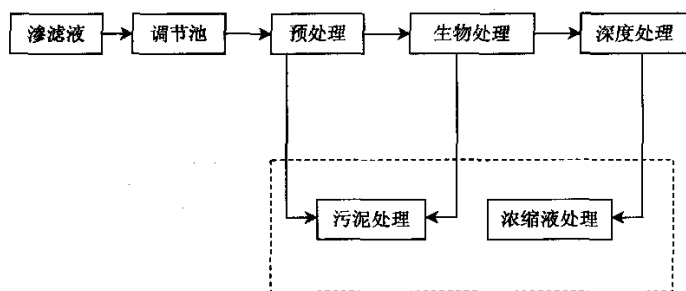 渗滤液
调节池
预处理
生物处理
深度处理
污泥处理
浓缩液处理